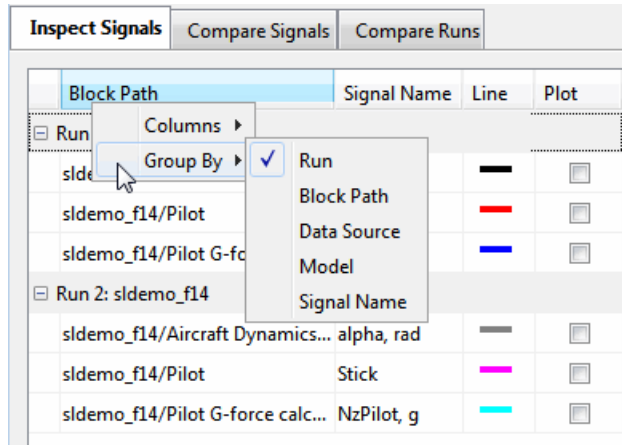 Inspect Signals Compare Signals Compare Runs
Block Path Signal Name Line Plot
Run
Columns
Group By
Run
Block Path
Data Source
Model
Signal Name
sldemo_f14/Pilot
sldemo_f14/Pilot G-fo
Run 2: sldemo_f14
sldemo_f14/Aircraft Dynamics... alpha, rad
sldemo_f14/Pilot Stick
sldemo_f14/Pilot G-force calc... NzPilot, g